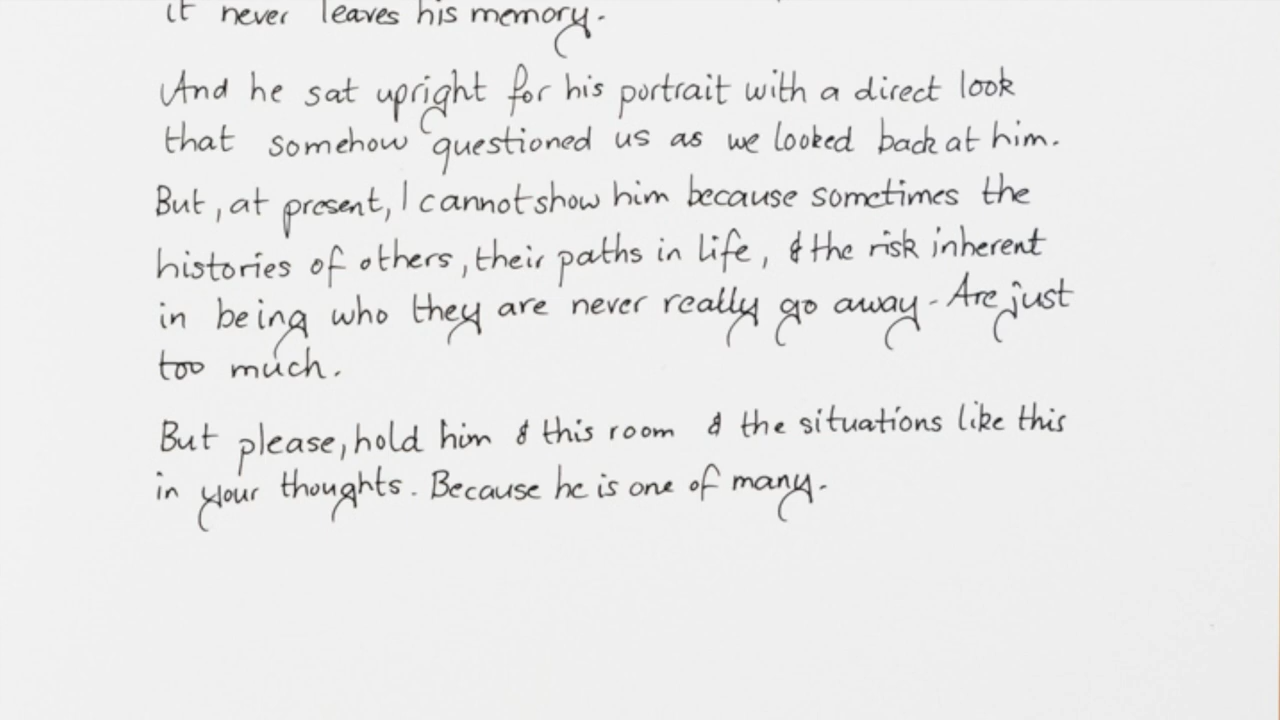 it never leaves his memory.
And he sat upright for his portrait with a direct look
that somehow questioned us as we looked back at him.
But, at present, I cannot show him because sometimes the
histories of others, their paths in life, & the risk inherent
in being who they are never really go away. Are just
too much.
But please, hold him & this room & the situations like this
in your thoughts. Because he is one of many.